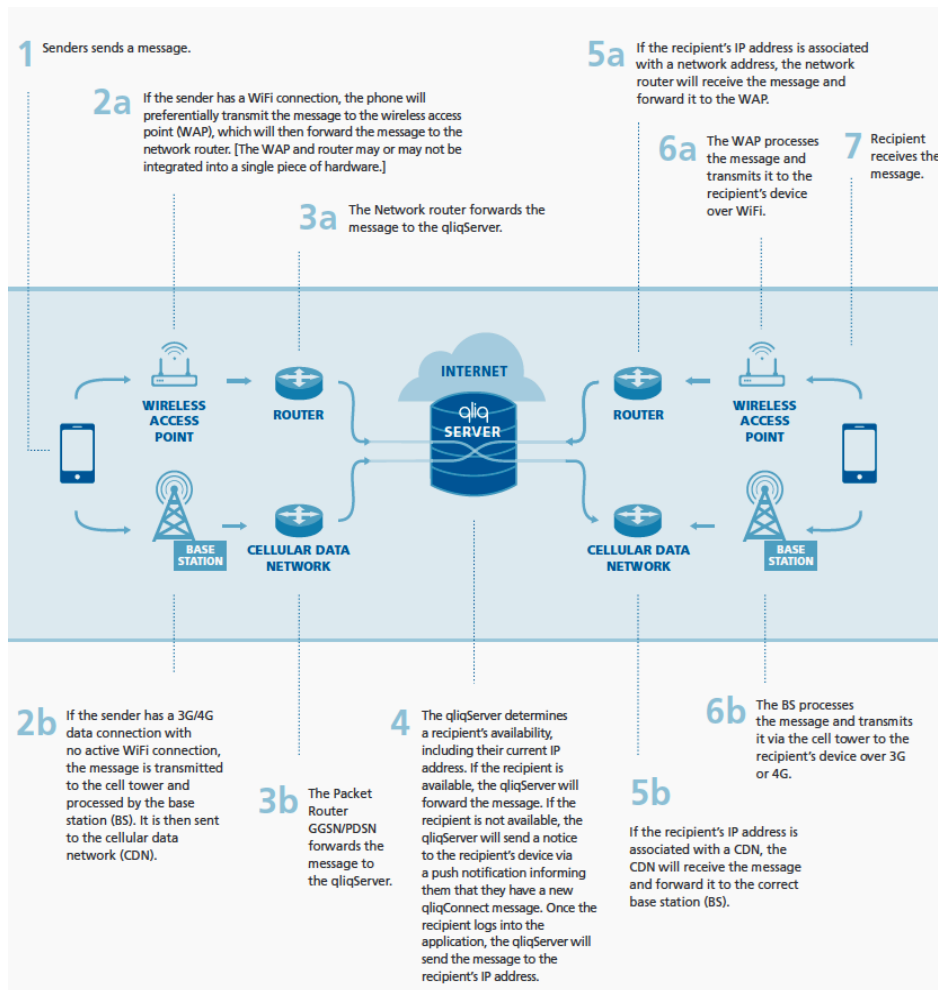 1 Senders sends a message.
2a If the sender has a WiFi connection, the phone will
preferentially transmit the message to the wireless access
point (WAP), which will then forward the message to the
network router. [The WAP and router may or may not be
integrated into a single piece of hardware.]
3a The Network router forwards the
message to the qliqServer.
5a If the recipient's IP address is associated
with a network address, the network
router will receive the message and
forward it to the WAP.
6a The WAP processes
the message and
transmits it to the
recipient's device
over WiFi.
7 Recipient
receives the
message.
WIRELESS
ACCESS
POINT
ROUTER
INTERNET
qliq
SERVER
ROUTER
WIRELESS
ACCESS
POINT
BASE
STATION
CELLULAR DATA
NETWORK
CELLULAR DATA
NETWORK
BASE
STATION
2b If the sender has a 3G/4G
data connection with
no active WiFi connection,
the message is transmitted
to the cell tower and
processed by the base
station (BS). It is then sent
to the cellular data
network (CDN).
3b The
Packet Router
GGSN/PDSN
forwards the
message to
the qliqServer.
4 The qliqServer determines
a recipient's availability,
including their current IP
address. If the recipient is
available, the qliqServer will
forward the message. If the
recipient is not available, the
qliqServer will send a notice
to the recipient's device via
a push notification informing
them that they have a new
qliqConnect message. Once the
recipient logs into the
application, the qliqServer will
send the message to the
recipient's IP address.
5b
If the recipient's IP address is
associated with a CDN, the
CDN will receive the message
and forward it to the correct
base station (BS).
6b The BS processes
the message and transmits
it via the cell tower to the
recipient's device over 3G
or 4G.